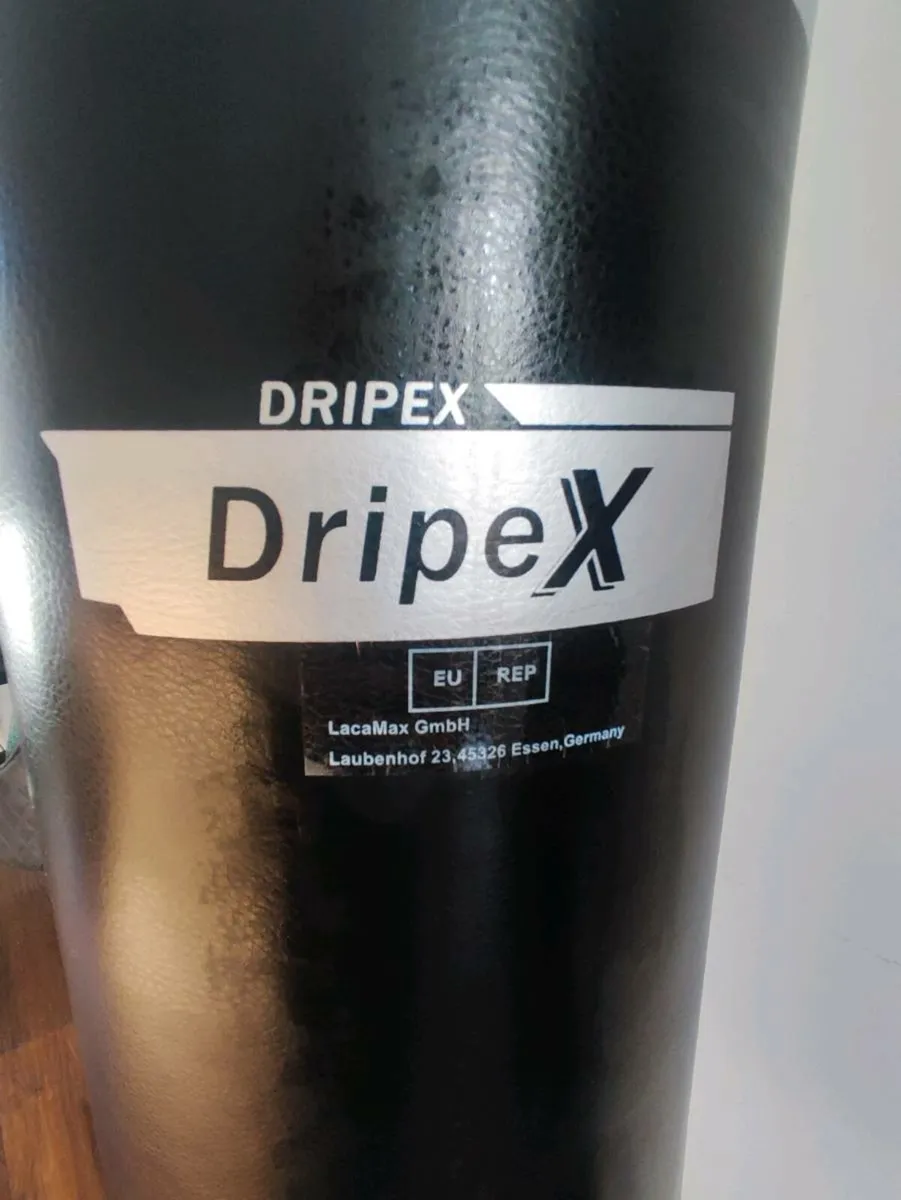 DRIPEX
DripeX
EU REP
LacaMax GmbH
Laubenhof 23,45326 Essen,Germany